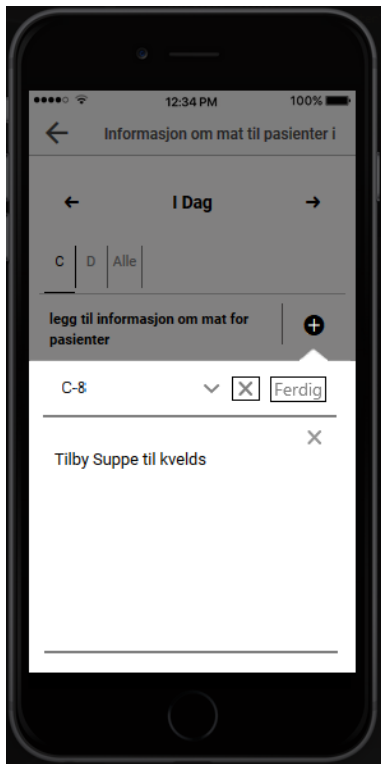 12:34 PM 100%
Informasjon om mat til pasienter i
I Dag
C D Alle
legg til informasjon om mat for
pasienter
C-8 Ferdig
Tilby Suppe til kvelds